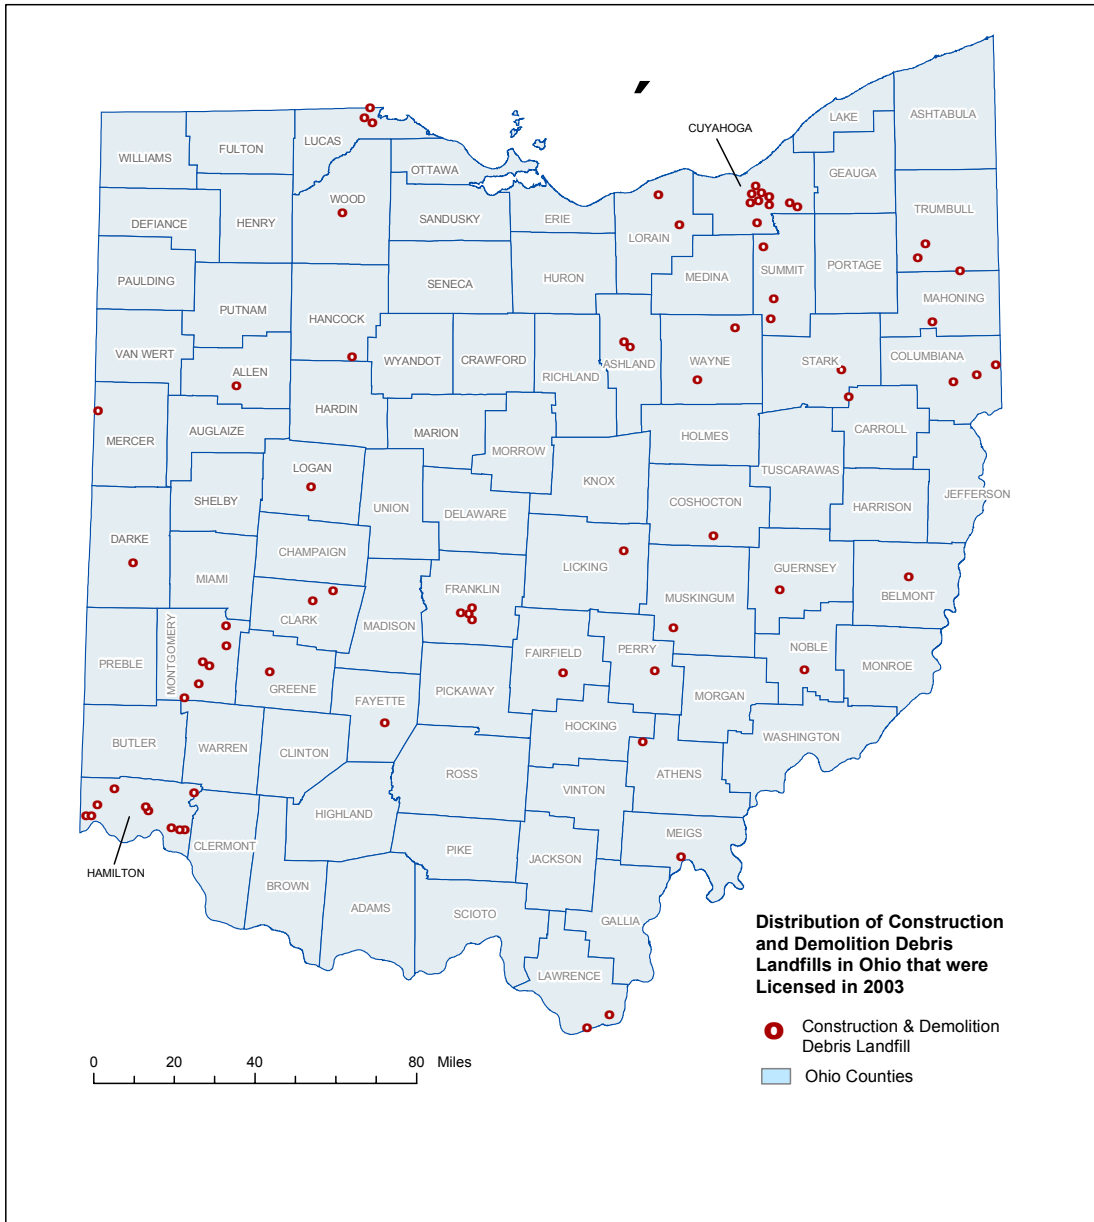 ASHTABULA
LAKE
CUYAHOGA
LUCAS
FULTON
WILLIAMS
OTTAWA
GEAUGA
WOOD
TRUMBULL
DEFIANCE
HENRY
SANDUSKY
ERIE
LORAIN
PAULDING
SENECA
HURON
MEDINA
SUMMIT
PORTAGE
MAHONING
PUTNAM
HANCOCK
VAN WERT
WYANDOT
CRAWFORD
RICHLAND
ASHLAND
WAYNE
STARK
COLUMBIANA
ALLEN
HARDIN
AUGLAIZE
MARION
MORROW
HOLMES
CARROLL
MERCER
LOGAN
KNOX
TUSCARAWAS
JEFFERSON
SHELBY
UNION
DELAWARE
COSHOCTON
HARRISON
DARKE
CHAMPAIGN
MIAMI
FRANKLIN
LICKING
GUERNSEY
BELMONT
MUSKINGUM
CLARK
MADISON
MONTGOMERY
PREBLE
FAIRFIELD
PERRY
NOBLE
MONROE
GREENE
PICKAWAY
MORGAN
FAYETTE
HOCKING
WASHINGTON
BUTLER
WARREN
CLINTON
ROSS
ATHENS
VINTON
HIGHLAND
MEIGS
CLERMONT
PIKE
JACKSON
HAMILTON
BROWN
ADAMS
SCIOTO
GALLIA
LAWRENCE
Distribution of Construction
and Demolition Debris
Landfills in Ohio that were
Licensed in 2003
Construction & Demolition
Debris Landfill
Ohio Counties
0 20 40 80 Miles